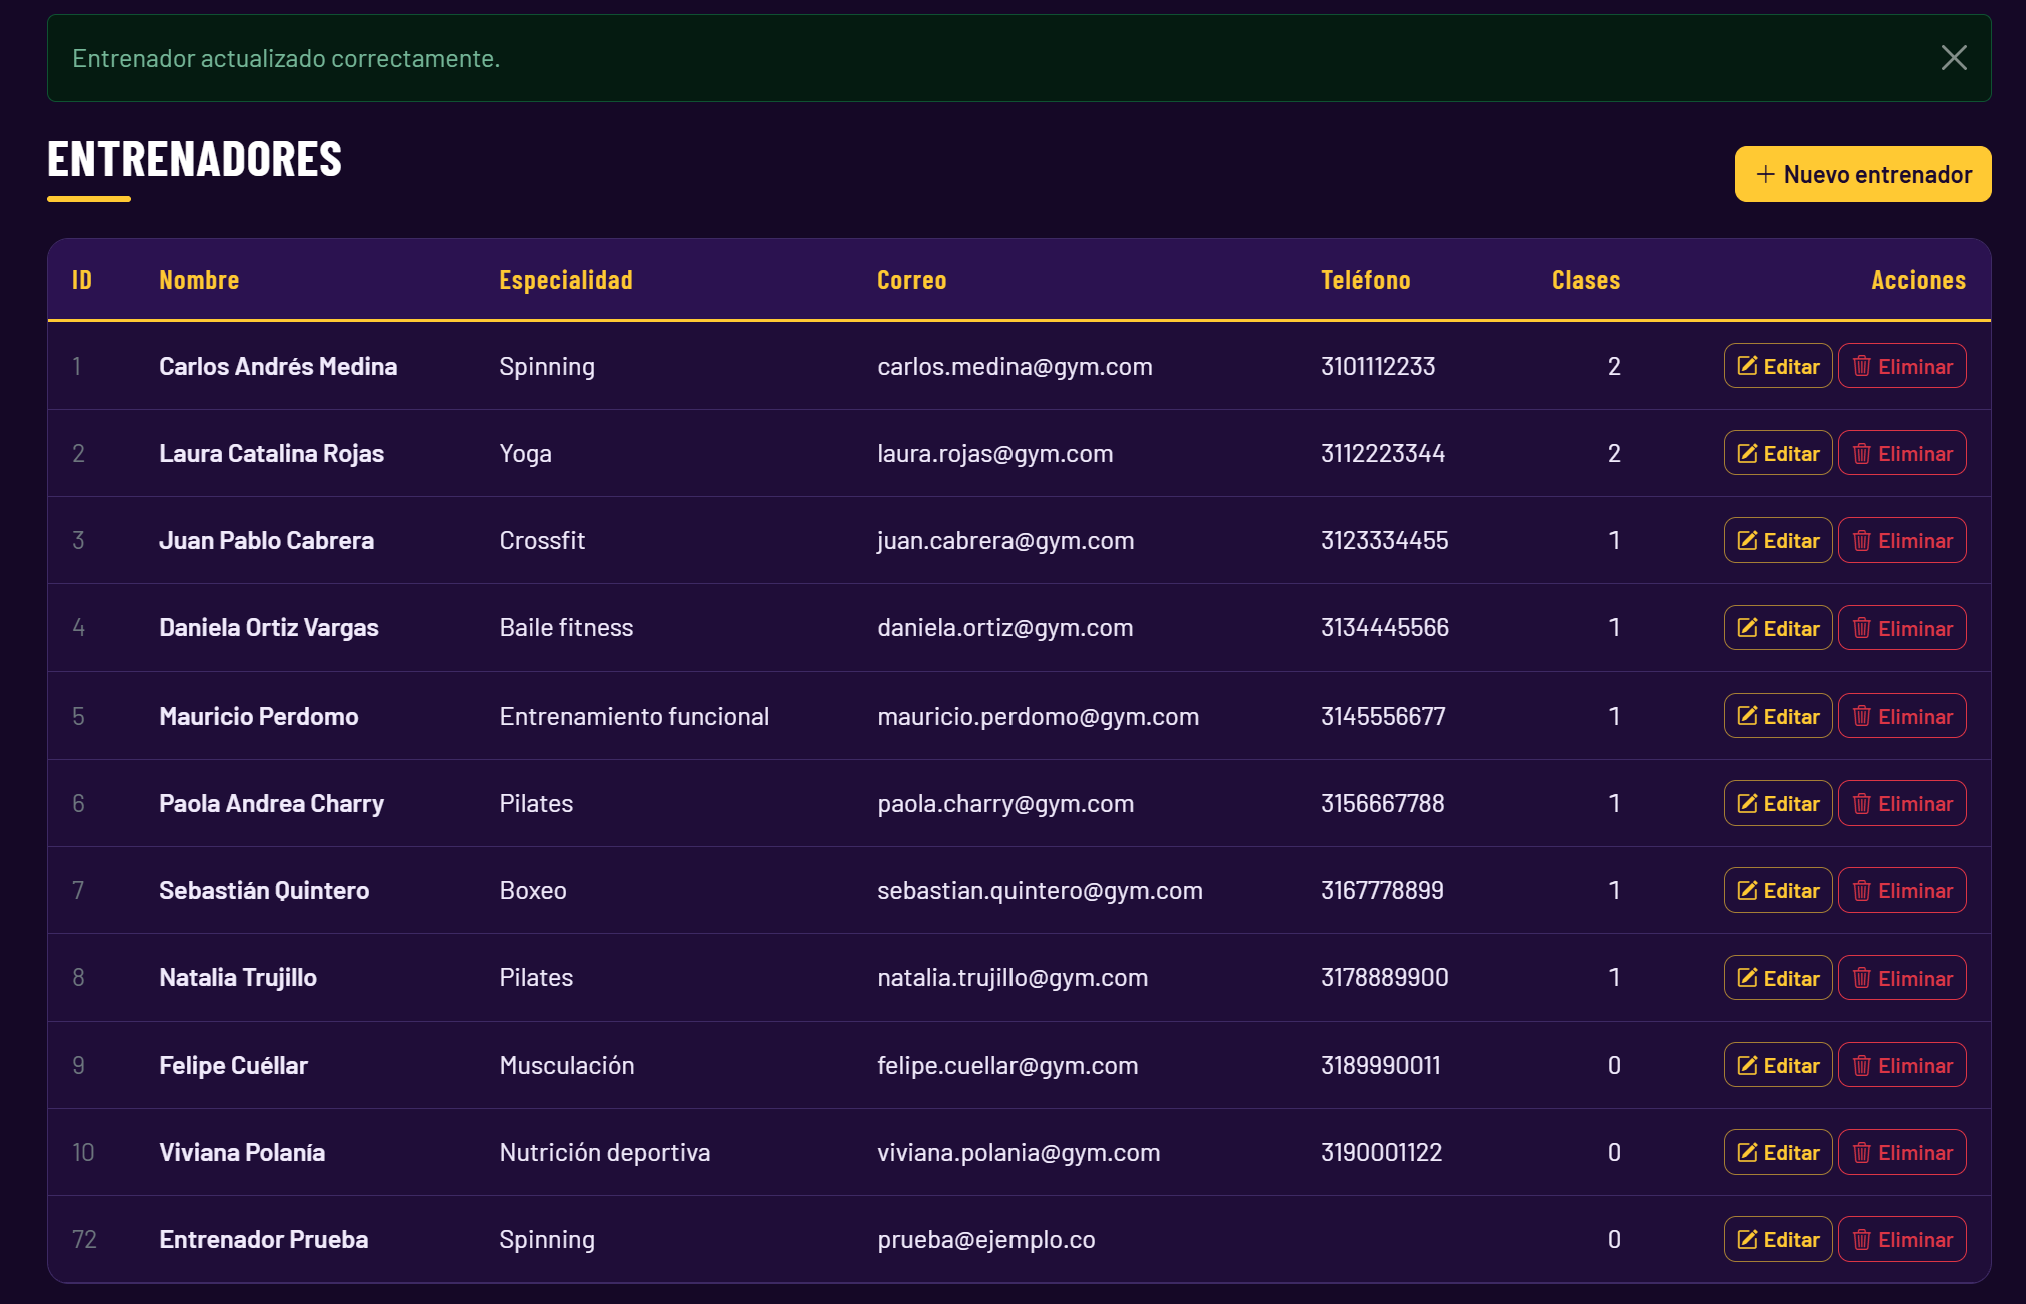 Entrenador actualizado correctamente.
ENTRENADORES
+ Nuevo entrenador
ID Nombre Especialidad Correo Teléfono Clases Acciones
1 Carlos Andrés Medina Spinning carlos.medina@gym.com 3101112233 2 Editar Eliminar
2 Laura Catalina Rojas Yoga laura.rojas@gym.com 3112223344 2 Editar Eliminar
3 Juan Pablo Cabrera Crossfit juan.cabrera@gym.com 3123334455 1 Editar Eliminar
4 Daniela Ortiz Vargas Baile fitness daniela.ortiz@gym.com 3134445566 1 Editar Eliminar
5 Mauricio Perdomo Entrenamiento funcional mauricio.perdomo@gym.com 3145556677 1 Editar Eliminar
6 Paola Andrea Charry Pilates paola.charry@gym.com 3156667788 1 Editar Eliminar
7 Sebastián Quintero Boxeo sebastian.quintero@gym.com 3167778899 1 Editar Eliminar
8 Natalia Trujillo Pilates natalia.trujillo@gym.com 3178889900 1 Editar Eliminar
9 Felipe Cuéllar Musculación felipe.cuellar@gym.com 3189990011 0 Editar Eliminar
10 Viviana Polanía Nutrición deportiva viviana.polania@gym.com 3190001122 0 Editar Eliminar
72 Entrenador Prueba Spinning prueba@ejemplo.co 0 Editar Eliminar